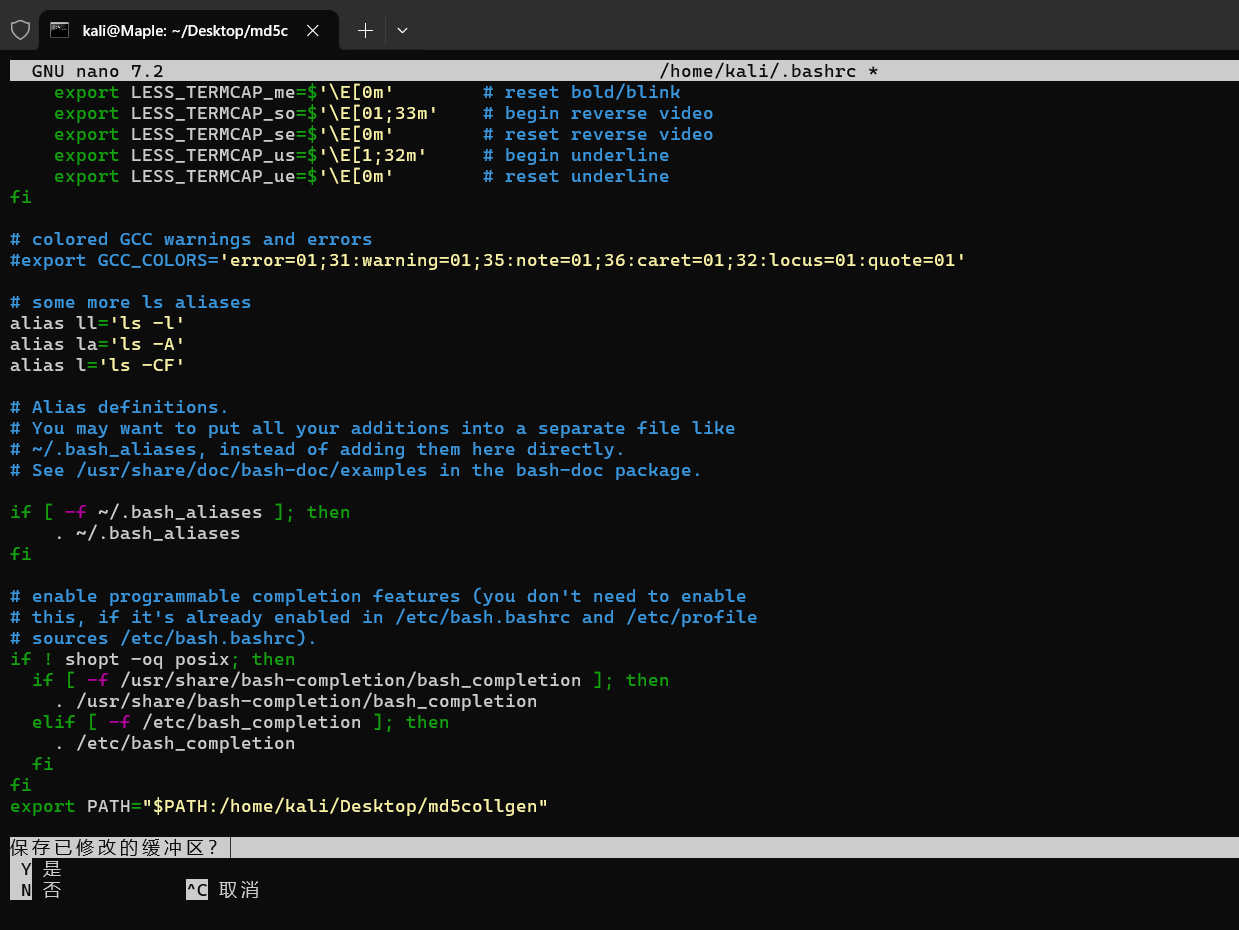 kali@Maple: ~/Desktop/md5c
GNU nano 7.2 /home/kali/.bashrc *
export LESS_TERMCAP_me=$'\E[0m' # reset bold/blink
export LESS_TERMCAP_so=$'\E[01;33m' # begin reverse video
export LESS_TERMCAP_se=$'\E[0m' # reset reverse video
export LESS_TERMCAP_us=$'\E[1;32m' # begin underline
export LESS_TERMCAP_ue=$'\E[0m' # reset underline
fi
# colored GCC warnings and errors
#export GCC_COLORS='error=01;31:warning=01;35:note=01;36:caret=01;32:locus=01:quote=01'
# some more ls aliases
alias ll='ls -l'
alias la='ls -A'
alias l='ls -CF'
# Alias definitions.
# You may want to put all your additions into a separate file like
# ~/.bash_aliases, instead of adding them here directly.
# See /usr/share/doc/bash-doc/examples in the bash-doc package.
if [ -f ~/.bash_aliases ]; then
. ~/.bash_aliases
fi
# enable programmable completion features (you don't need to enable
# this, if it's already enabled in /etc/bash.bashrc and /etc/profile
# sources /etc/bash.bashrc).
if ! shopt -oq posix; then
if [ -f /usr/share/bash-completion/bash_completion ]; then
. /usr/share/bash-completion/bash_completion
elif [ -f /etc/bash_completion ]; then
. /etc/bash_completion
fi
fi
export PATH="$PATH:/home/kali/Desktop/md5collgen"
保存已修改的缓冲区?
Y 是
N 否 ^C 取消